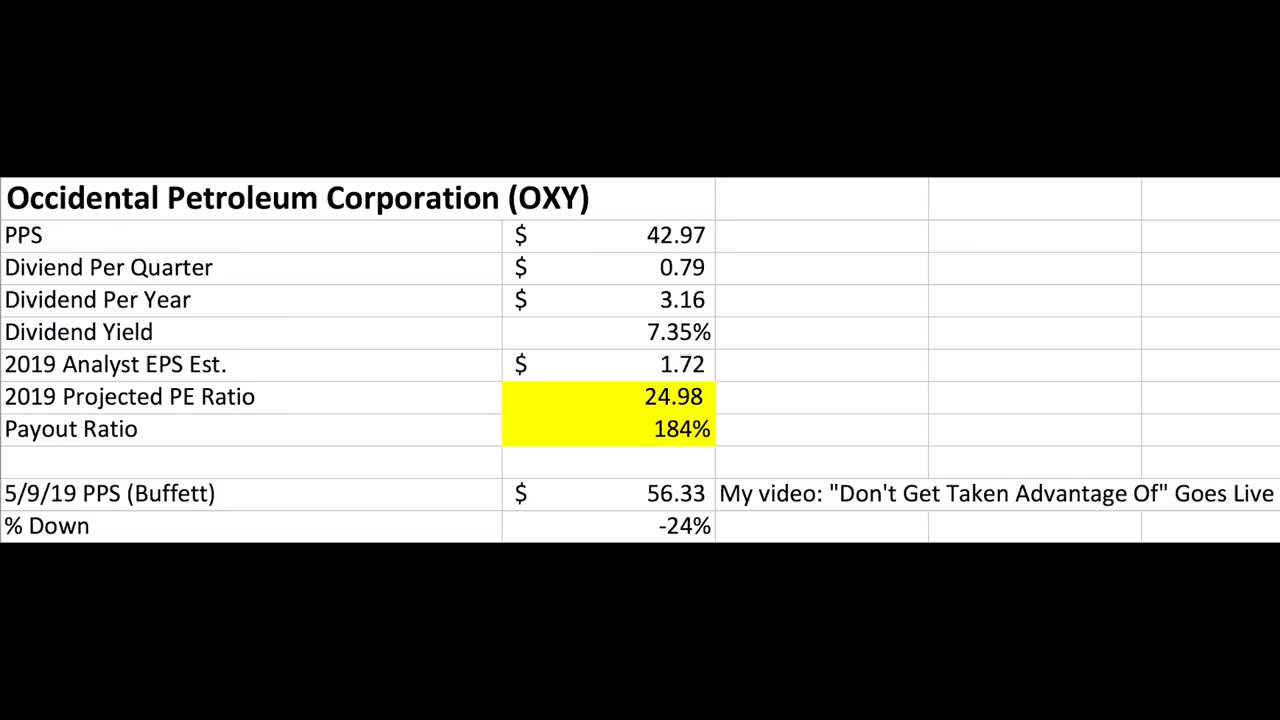 Occidental Petroleum Corporation (OXY)
PPS $ 42.97
Diviend Per Quarter $ 0.79
Dividend Per Year $ 3.16
Dividend Yield 7.35%
2019 Analyst EPS Est. $ 1.72
2019 Projected PE Ratio 24.98
Payout Ratio 184%
5/9/19 PPS (Buffett) $ 56.33 My video: "Don't Get Taken Advantage Of" Goes Live
% Down -24%